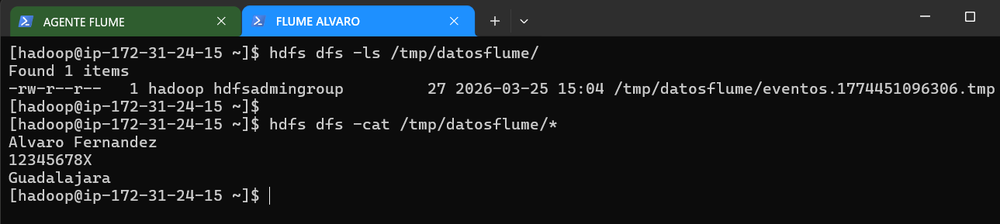 AGENTE FLUME
FLUME ALVARO
[hadoop@ip-172-31-24-15 ~]$ hdfs dfs -ls /tmp/datosflume/
Found 1 items
-rw-r--r--   1 hadoop hdfsadmingroup         27 2026-03-25 15:04 /tmp/datosflume/eventos.1774451096306.tmp
[hadoop@ip-172-31-24-15 ~]$
[hadoop@ip-172-31-24-15 ~]$ hdfs dfs -cat /tmp/datosflume/*
Alvaro Fernandez
12345678X
Guadalajara
[hadoop@ip-172-31-24-15 ~]$